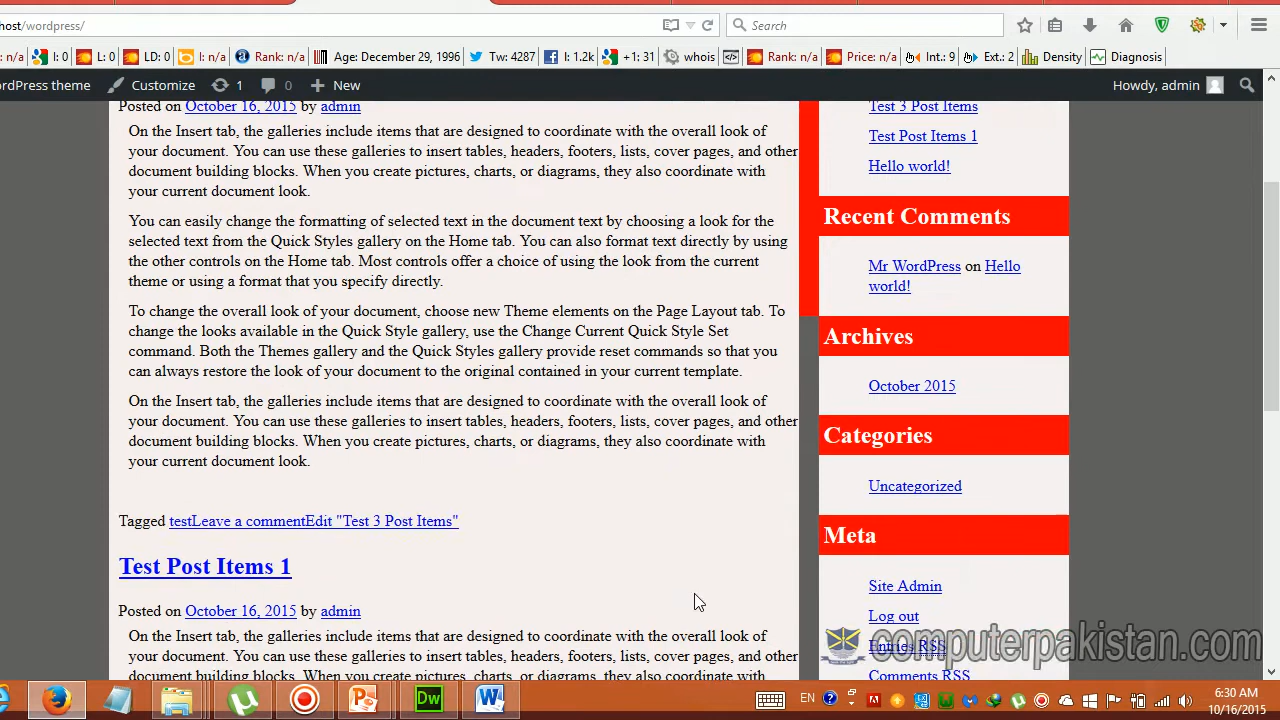 host/wordpress/
Search
: n/a I: 0 L: 0 LD: 0 I: n/a Rank: n/a Age: December 29, 1996 Tw: 4287 I: 1.2k +1: 31 whois Rank: n/a Price: n/a Int.: 9 Ext.: 2 Density Diagnosis
rdPress theme Customize 1 0 New Howdy, admin
Posted on October 16, 2015 by admin
On the Insert tab, the galleries include items that are designed to coordinate with the overall look of
your document. You can use these galleries to insert tables, headers, footers, lists, cover pages, and other
document building blocks. When you create pictures, charts, or diagrams, they also coordinate with
your current document look.
You can easily change the formatting of selected text in the document text by choosing a look for the
selected text from the Quick Styles gallery on the Home tab. You can also format text directly by using
the other controls on the Home tab. Most controls offer a choice of using the look from the current
theme or using a format that you specify directly.
To change the overall look of your document, choose new Theme elements on the Page Layout tab. To
change the looks available in the Quick Style gallery, use the Change Current Quick Style Set
command. Both the Themes gallery and the Quick Styles gallery provide reset commands so that you
can always restore the look of your document to the original contained in your current template.
On the Insert tab, the galleries include items that are designed to coordinate with the overall look of
your document. You can use these galleries to insert tables, headers, footers, lists, cover pages, and other
document building blocks. When you create pictures, charts, or diagrams, they also coordinate with
your current document look.
Tagged testLeave a commentEdit "Test 3 Post Items"
Test Post Items 1
Posted on October 16, 2015 by admin
On the Insert tab, the galleries include items that are designed to coordinate with the overall look of
your document. You can use these galleries to insert tables, headers, footers, lists, cover pages, and other
document building blocks. When you create pictures, charts, or diagrams, they also coordinate with
Test 3 Post Items
Test Post Items 1
Hello world!
Recent Comments
Mr WordPress on Hello
world!
Archives
October 2015
Categories
Uncategorized
Meta
Site Admin
Log out
Entries RSS
Comments RSS
computerpakistan.com
EN
6:30 AM
10/16/2015